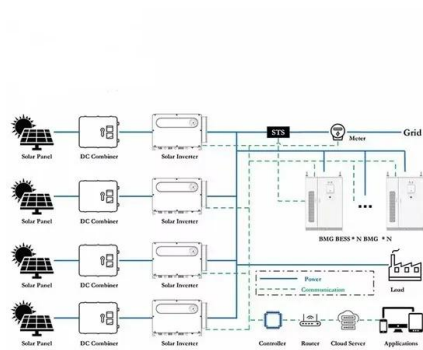 STS
Meter
Grid
Solar Panel
DC Combiner
Solar Inverter
Solar Panel
DC Combiner
Solar Inverter
BMG BESS * N BMG * N
Solar Panel
DC Combiner
Solar Inverter
Power
Communication
Load
Solar Panel
DC Combiner
Solar Inverter
Controller
Router
Cloud Server
Applications